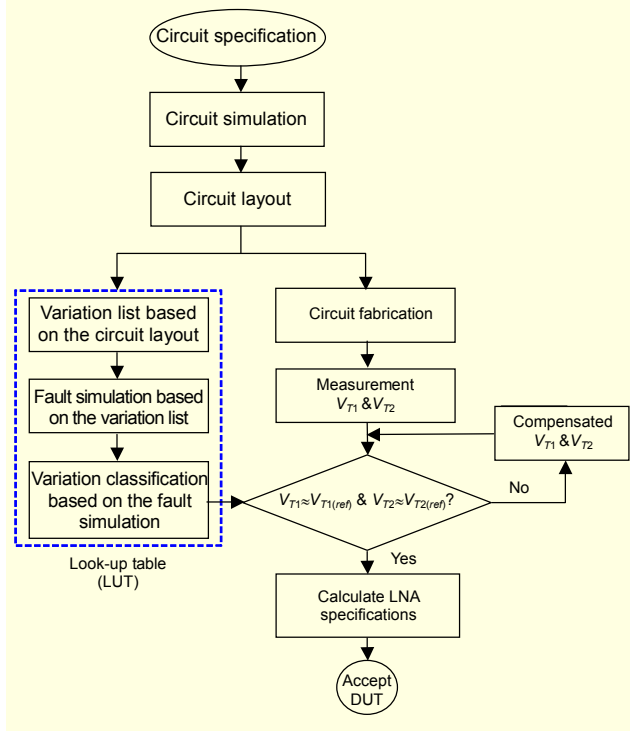 Circuit specification
Circuit simulation
Circuit layout
Variation list based
on the circuit layout
Fault simulation based
on the variation list
Variation classification
based on the fault
simulation
Look-up table
(LUT)
Circuit fabrication
Measurement
VT1 &VT2
Compensated
VT1 &VT2
VT1≈VT1(ref) & VT2≈VT2(ref)?
No
Yes
Calculate LNA
specifications
Accept
DUT